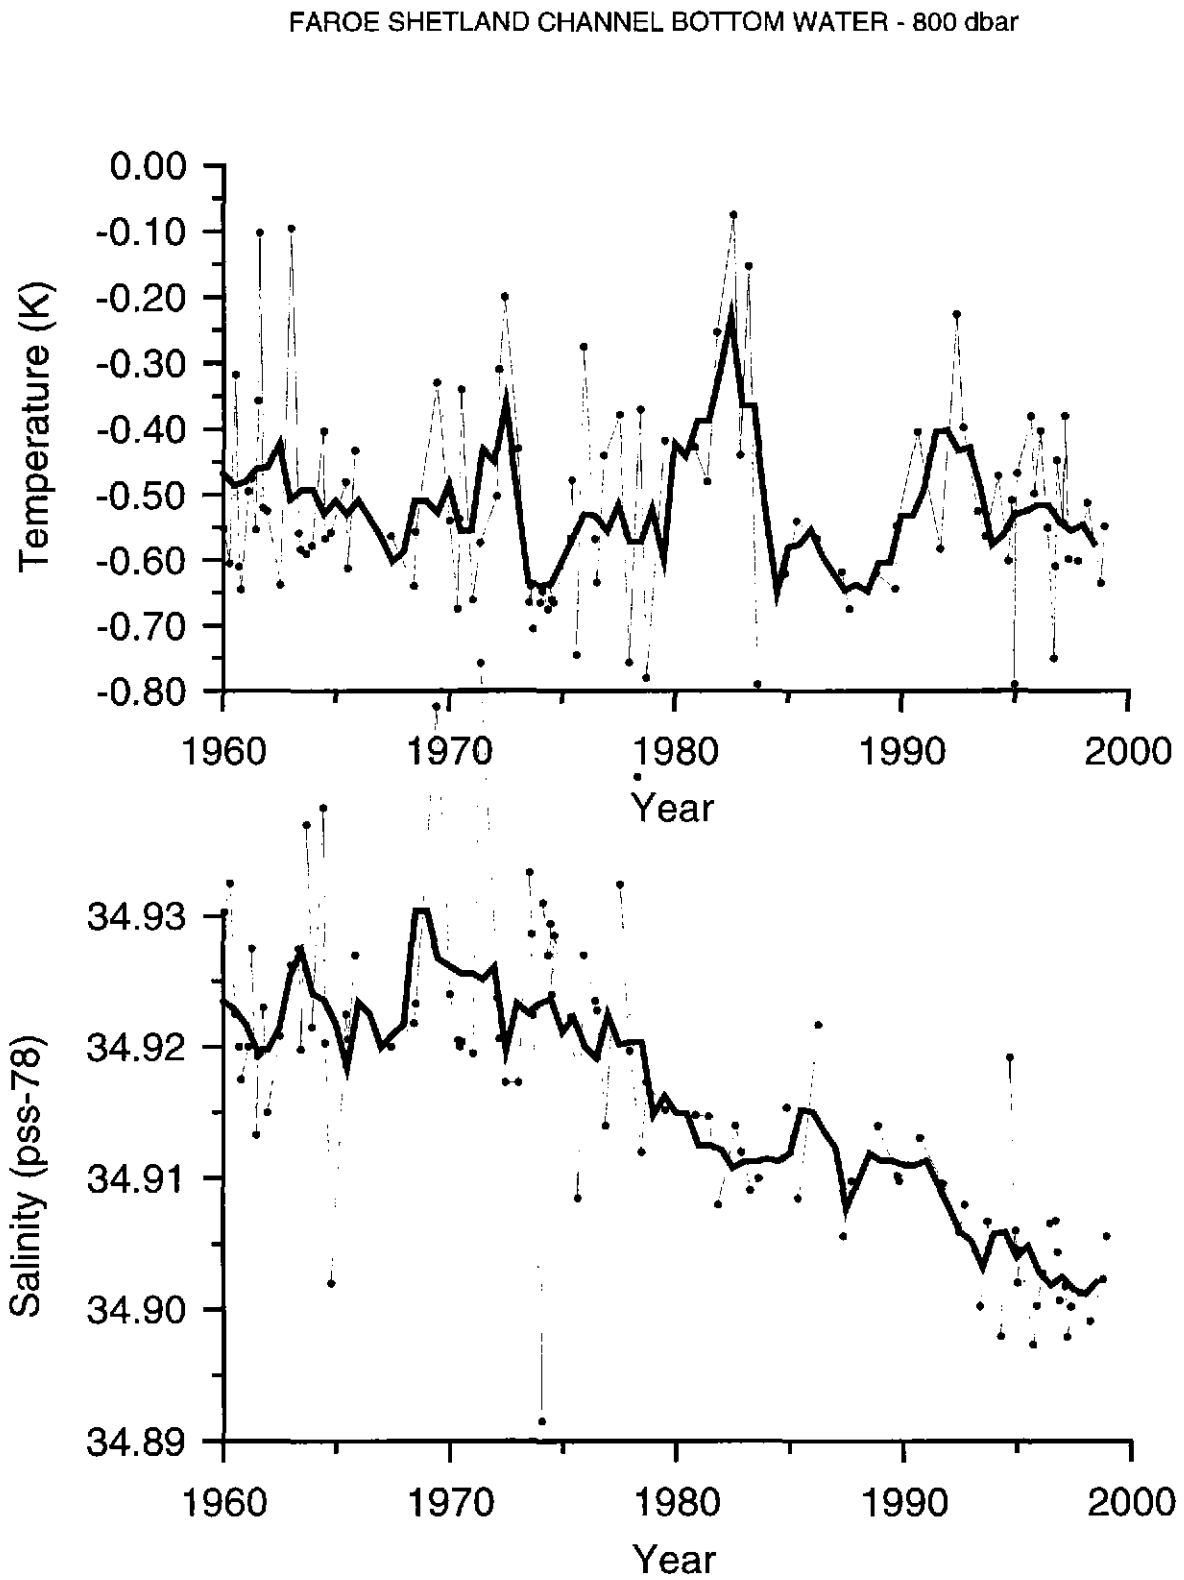 FAROE SHETLAND CHANNEL BOTTOM WATER - 800 dbar
Temperature (K)
0.00
-0.10
-0.20
-0.30
-0.40
-0.50
-0.60
-0.70
-0.80
1960 1970 1980 1990 2000
Year
Salinity (pss-78)
34.93
34.92
34.91
34.90
34.89
1960 1970 1980 1990 2000
Year